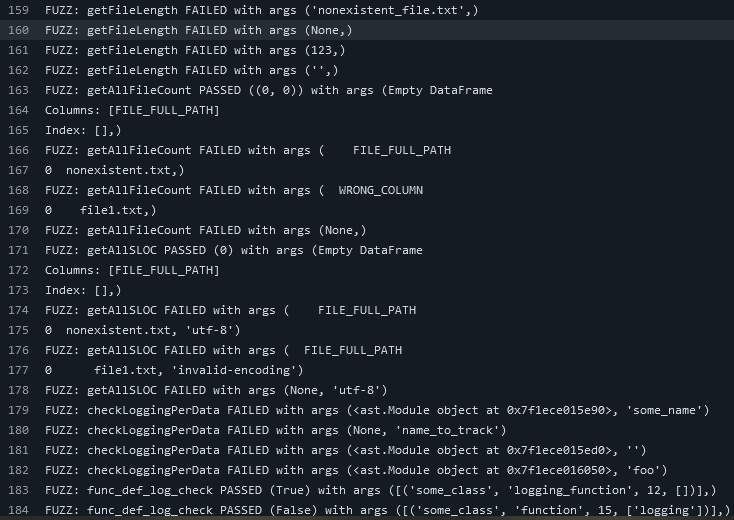 159 FUZZ: getFileLength FAILED with args ('nonexistent_file.txt',)
160 FUZZ: getFileLength FAILED with args (None,)
161 FUZZ: getFileLength FAILED with args (123,)
162 FUZZ: getFileLength FAILED with args ('',)
163 FUZZ: getAllFileCount PASSED ((0, 0)) with args (Empty DataFrame
164 Columns: [FILE_FULL_PATH]
165 Index: [],)
166 FUZZ: getAllFileCount FAILED with args (    FILE_FULL_PATH
167 0  nonexistent.txt,)
168 FUZZ: getAllFileCount FAILED with args (  WRONG_COLUMN
169 0    file1.txt,)
170 FUZZ: getAllFileCount FAILED with args (None,)
171 FUZZ: getAllSLOC PASSED (0) with args (Empty DataFrame
172 Columns: [FILE_FULL_PATH]
173 Index: [],)
174 FUZZ: getAllSLOC FAILED with args (    FILE_FULL_PATH
175 0  nonexistent.txt, 'utf-8')
176 FUZZ: getAllSLOC FAILED with args (  FILE_FULL_PATH
177 0      file1.txt, 'invalid-encoding')
178 FUZZ: getAllSLOC FAILED with args (None, 'utf-8')
179 FUZZ: checkLoggingPerData FAILED with args (<ast.Module object at 0x7f1ece015e90>, 'some_name')
180 FUZZ: checkLoggingPerData FAILED with args (None, 'name_to_track')
181 FUZZ: checkLoggingPerData FAILED with args (<ast.Module object at 0x7f1ece015ed0>, '')
182 FUZZ: checkLoggingPerData FAILED with args (<ast.Module object at 0x7f1ece016050>, 'foo')
183 FUZZ: func_def_log_check PASSED (True) with args ([('some_class', 'logging_function', 12, [])],)
184 FUZZ: func_def_log_check PASSED (False) with args ([('some_class', 'function', 15, ['logging'])],)